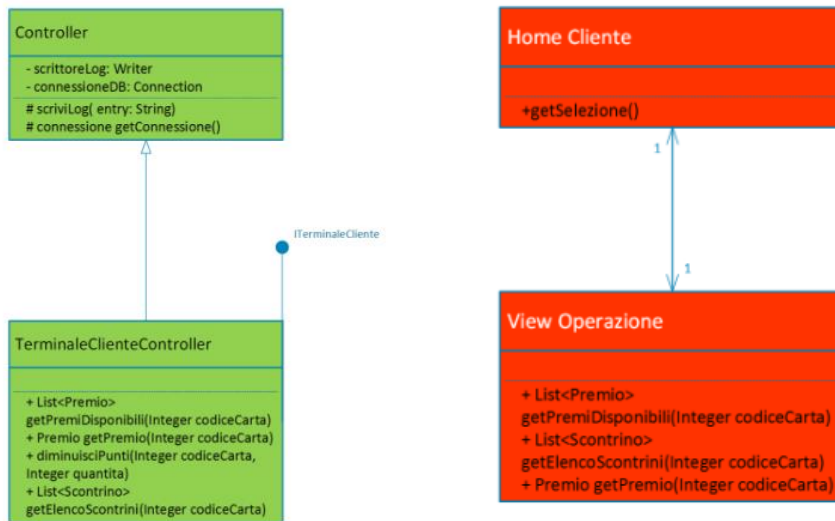 Controller
- scrittoreLog: Writer
- connessioneDB: Connection
# scriviLog( entry: String)
# connessione getConnessione()
ITerminaleCliente
TerminaleClienteController
+ List<Premio>
getPremiDisponibili(Integer codiceCarta)
+ Premio getPremio(Integer codiceCarta)
+ diminuisciPunti(Integer codiceCarta,
Integer quantita)
+ List<Scontrino>
getElencoScontrini(Integer codiceCarta)
Home Cliente
+getSelezione()
1
1
View Operazione
+ List<Premio>
getPremiDisponibili(Integer codiceCarta)
+ List<Scontrino>
getElencoScontrini(Integer codiceCarta)
+ Premio getPremio(Integer codiceCarta)